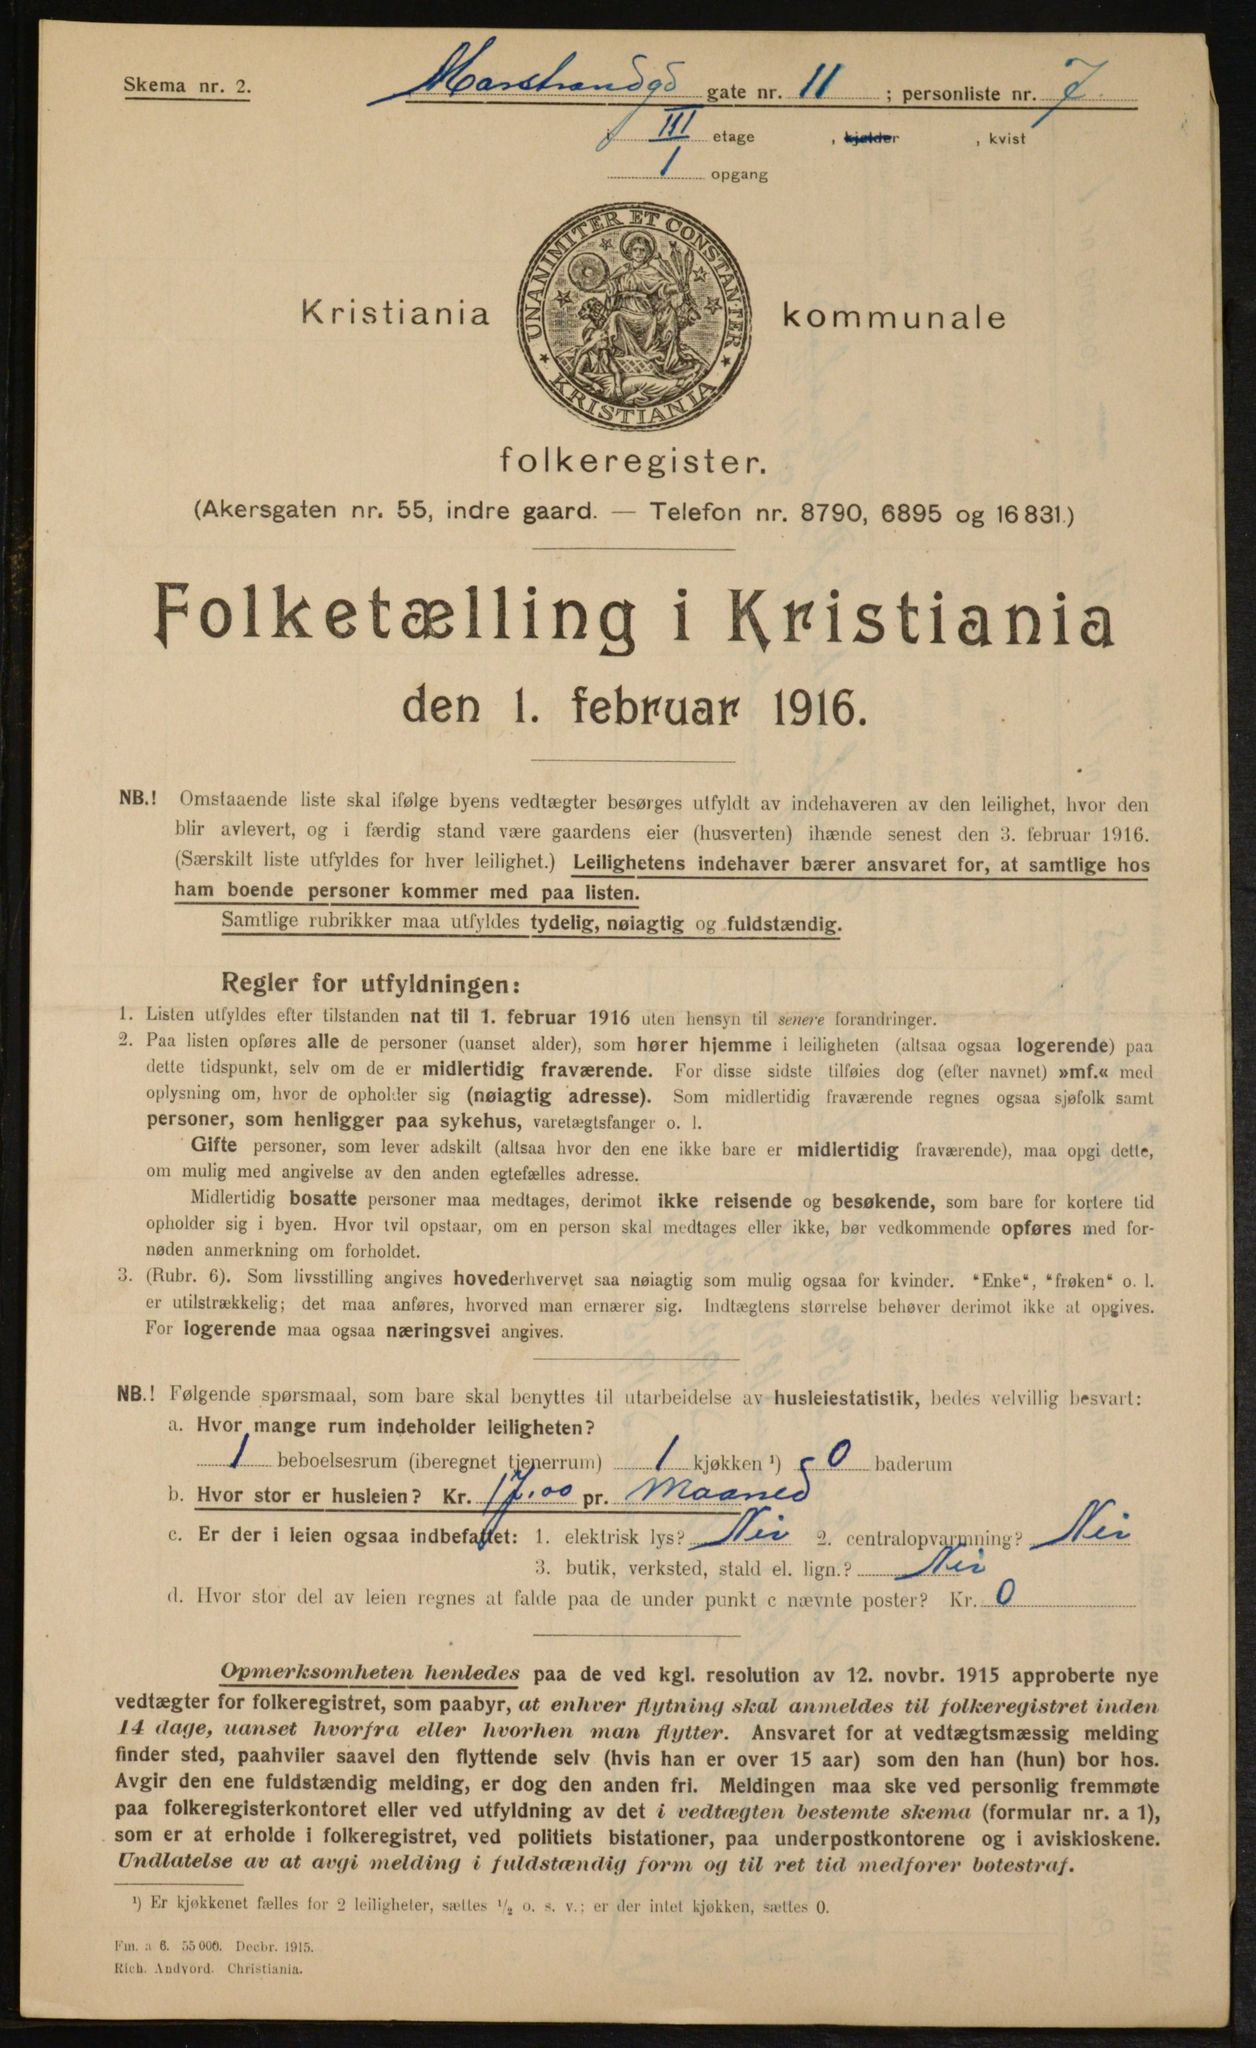 Skema nr. 2.
Marstrandgd gate nr. 11 ; personliste nr. 7
III etage , kjelder , kvist
1 opgang
UNANIMITER ET CONSTANTER
KRISTIANIA
Kristiania kommunale
folkeregister.
(Akersgaten nr. 55, indre gaard. — Telefon nr. 8790, 6895 og 16 831.)
Folketælling i Kristiania
den 1. februar 1916.
NB.! Omstaaende liste skal ifølge byens vedtægter besørges utfyldt av indehaveren av den leilighet, hvor den
blir avlevert, og i færdig stand være gaardens eier (husverten) ihænde senest den 3. februar 1916.
(Særskilt liste utfyldes for hver leilighet.) Leilighetens indehaver bærer ansvaret for, at samtlige hos
ham boende personer kommer med paa listen.
Samtlige rubrikker maa utfyldes tydelig, nøiagtig og fuldstændig.
Regler for utfyldningen:
1. Listen utfyldes efter tilstanden nat til 1. februar 1916 uten hensyn til senere forandringer.
2. Paa listen opføres alle de personer (uanset alder), som hører hjemme i leiligheten (altsaa ogsaa logerende) paa
dette tidspunkt, selv om de er midlertidig fraværende. For disse sidste tilføies dog (efter navnet) »mf.« med
oplysning om, hvor de opholder sig (nøiagtig adresse). Som midlertidig fraværende regnes ogsaa sjøfolk samt
personer, som henligger paa sykehus, varetægtsfanger o. l.
Gifte personer, som lever adskilt (altsaa hvor den ene ikke bare er midlertidig fraværende), maa opgi dette,
om mulig med angivelse av den anden egtefælles adresse.
Midlertidig bosatte personer maa medtages, derimot ikke reisende og besøkende, som bare for kortere tid
opholder sig i byen. Hvor tvil opstaar, om en person skal medtages eller ikke, bør vedkommende opføres med for-
nøden anmerkning om forholdet.
3. (Rubr. 6). Som livsstilling angives hovederhvervet saa nøiagtig som mulig ogsaa for kvinder. "Enke", "frøken" o. l.
er utilstrækkelig; det maa anføres, hvorved man ernærer sig. Indtægtens størrelse behøver derimot ikke at opgives.
For logerende maa ogsaa næringsvei angives.
NB.! Følgende spørsmaal, som bare skal benyttes til utarbeidelse av husleiestatistik, bedes velvillig besvart:
a. Hvor mange rum indeholder leiligheten?
1 beboelsesrum (iberegnet tjenerrum) 1 kjøkken ¹) 0 baderum
b. Hvor stor er husleien? Kr. 17.00 pr. Maaned
c. Er der i leien ogsaa indbefattet: 1. elektrisk lys? Nei 2. centralopvarmning? Nei
3. butik, verksted, stald el. lign.? Nei
d. Hvor stor del av leien regnes at falde paa de under punkt c nævnte poster? Kr. 0
Opmerksomheten henledes paa de ved kgl. resolution av 12. novbr. 1915 approberte nye
vedtægter for folkeregistret, som paabyr, at enhver flytning skal anmeldes til folkeregistret inden
14 dage, uanset hvorfra eller hvorhen man flytter. Ansvaret for at vedtægtsmæssig melding
finder sted, paahviler saavel den flyttende selv (hvis han er over 15 aar) som den han (hun) bor hos.
Avgir den ene fuldstændig melding, er dog den anden fri. Meldingen maa ske ved personlig fremmøte
paa folkeregisterkontoret eller ved utfyldning av det i vedtægten bestemte skema (formular nr. a 1),
som er at erholde i folkeregistret, ved politiets bistationer, paa underpostkontorene og i aviskioskene.
Undlatelse av at avgi melding i fuldstændig form og til ret tid medfører bøtestraf.
¹) Er kjøkkenet fælles for 2 leiligheter, sættes ½ o. s. v.; er der intet kjøkken, sættes 0.
Fm. a 6. 55 000. Decbr. 1915.
Rich. Andvord. Christiania.